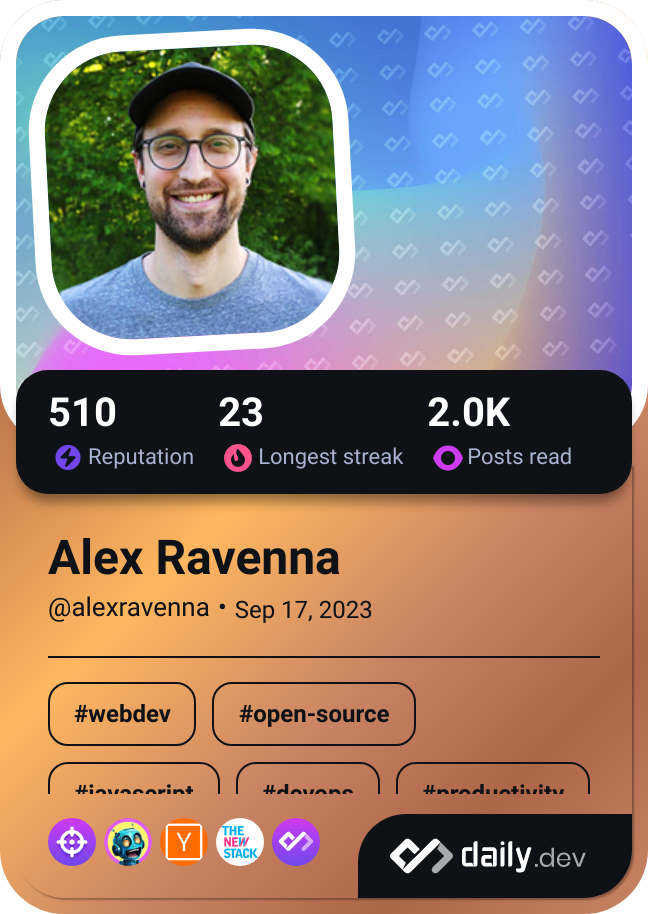 510 23 2.0K
Reputation Longest streak Posts read
Alex Ravenna
@alexravenna • Sep 17, 2023
#webdev #open-source
#javascript #devops #productivity
Y THE NEW STACK
daily.dev